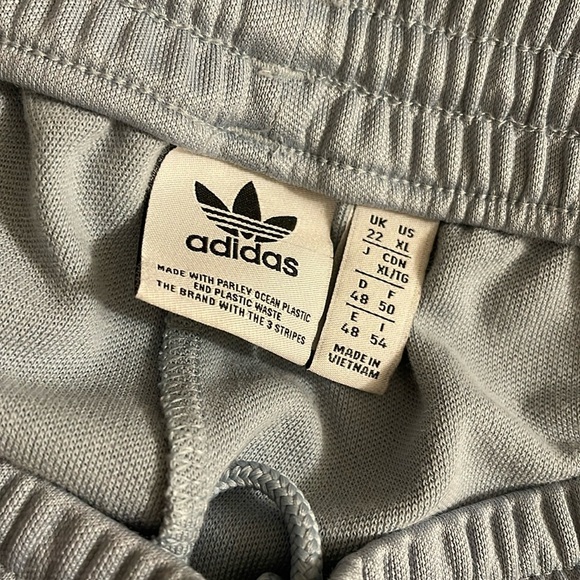 adidas
MADE WITH PARLEY OCEAN PLASTIC
END PLASTIC WASTE
THE BRAND WITH THE 3 STRIPES
UK US
22 XL
J CDN
XL/TG
D F
48 50
E I
48 54
MADE IN
VIETNAM